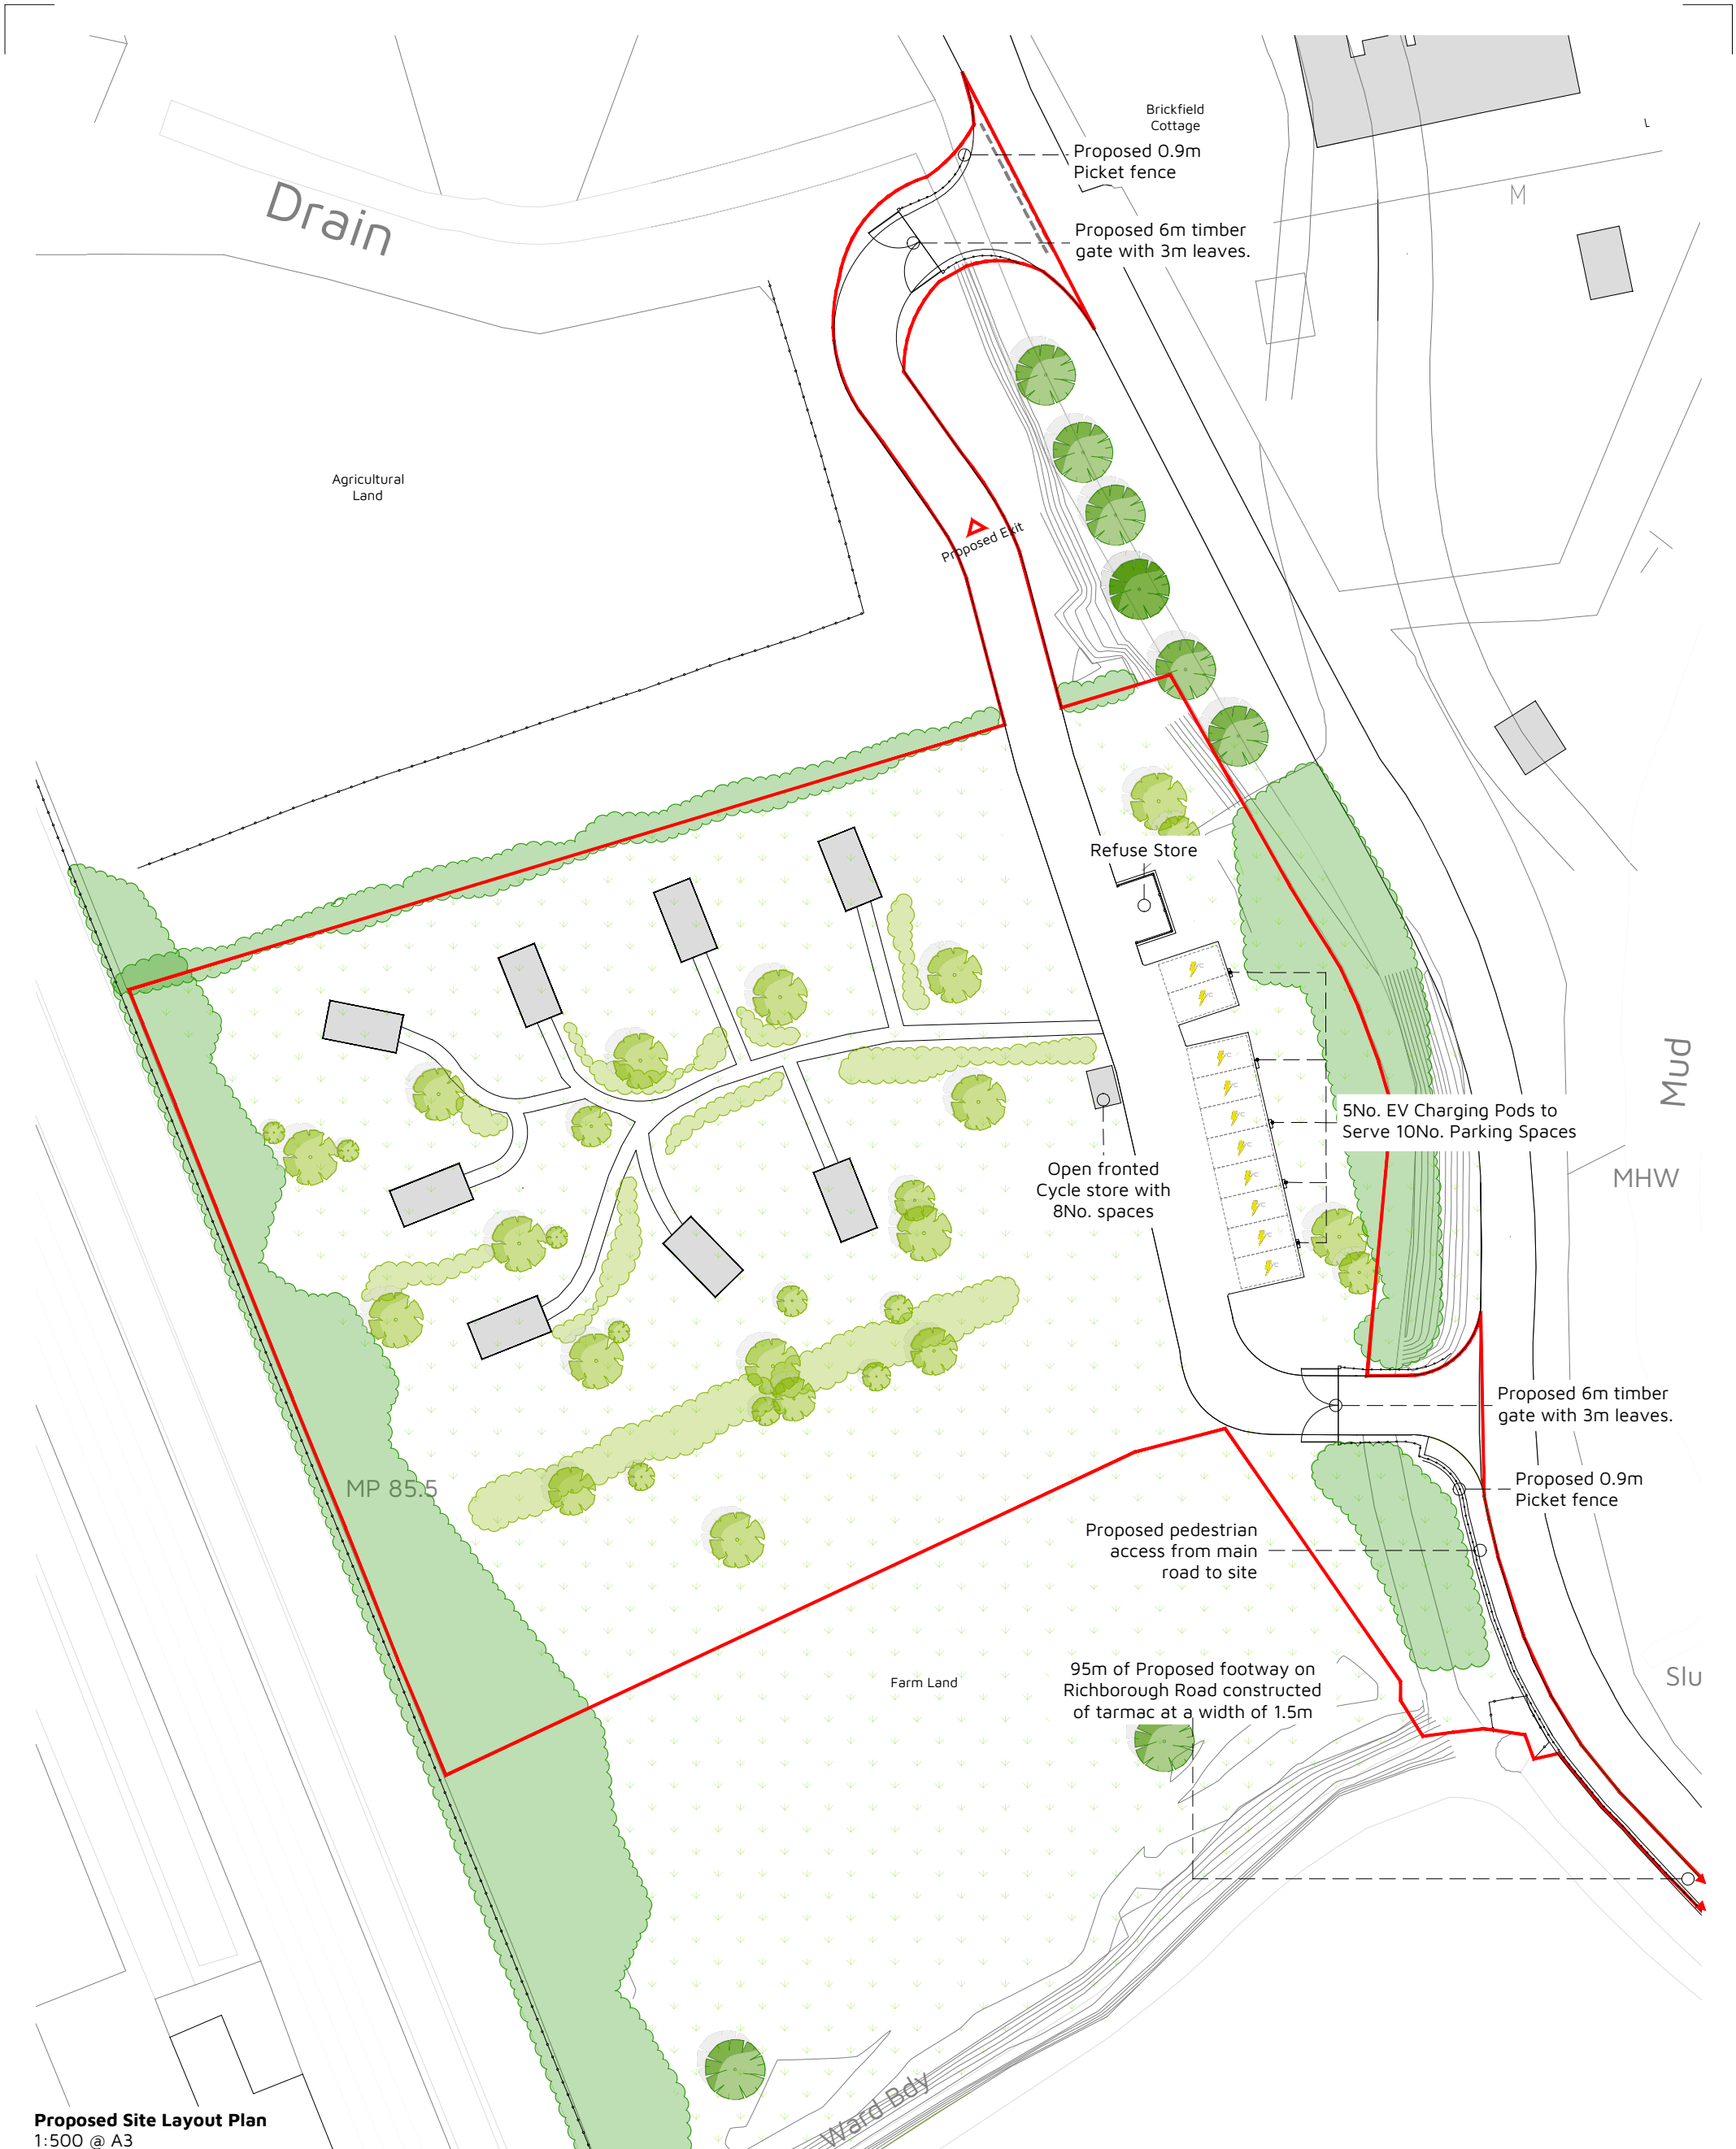 Brickfield
Cottage
Proposed 0.9m
Picket fence
L
M
Drain
Proposed 6m timber
gate with 3m leaves.
Agricultural
Land
Proposed Exit
Refuse Store
Mud
5No. EV Charging Pods to
Serve 10No. Parking Spaces
Open fronted
Cycle store with
8No. spaces
MHW
Proposed 6m timber
gate with 3m leaves.
MP 85.5
Proposed 0.9m
Picket fence
Proposed pedestrian
access from main
road to site
95m of Proposed footway on
Richborough Road constructed
of tarmac at a width of 1.5m
Farm Land
Slu
Ward Bdy
Proposed Site Layout Plan
1:500 @ A3